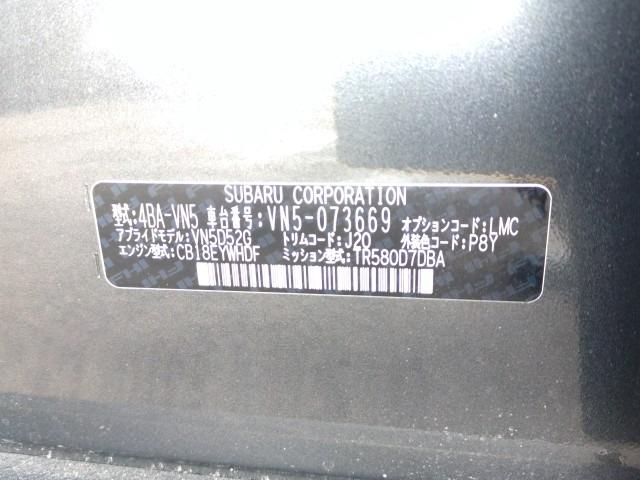 SUBARU CORPORATION
型式:4BA-VN5 車台番号:VN5-073669 オプションコード:LMC
アプライドモデル:VN5D52G トリムコード:J20 外装色コード:P8Y
エンジン型式:CB18EYWHDF ミッション型式:TR580D7DBA